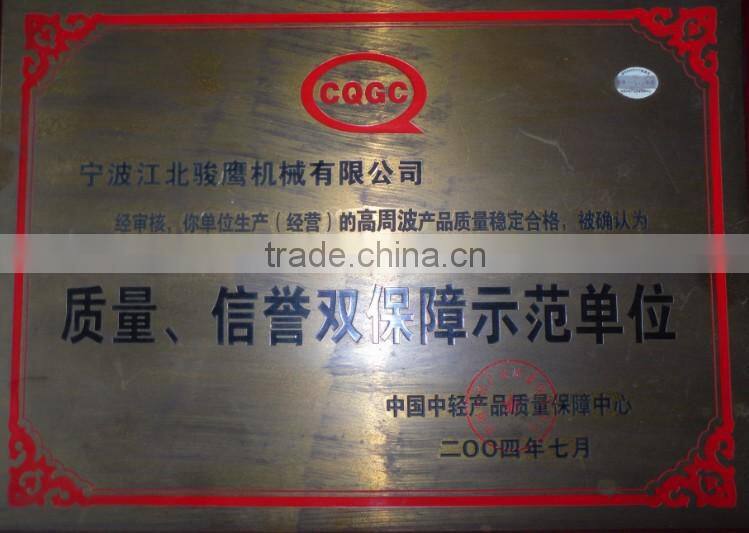 CQGC
宁波江北骏鹰机械有限公司
经审核，你单位生产（经营）的高周波产品质量稳定合格，被确认为
trade.china.cn
质量、信誉双保障示范单位
中国中轻产品质量保障中心
二〇〇四年七月